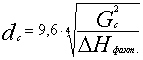 d_c = 9,6 · ⁴√(G_c² / ΔH_факт.)